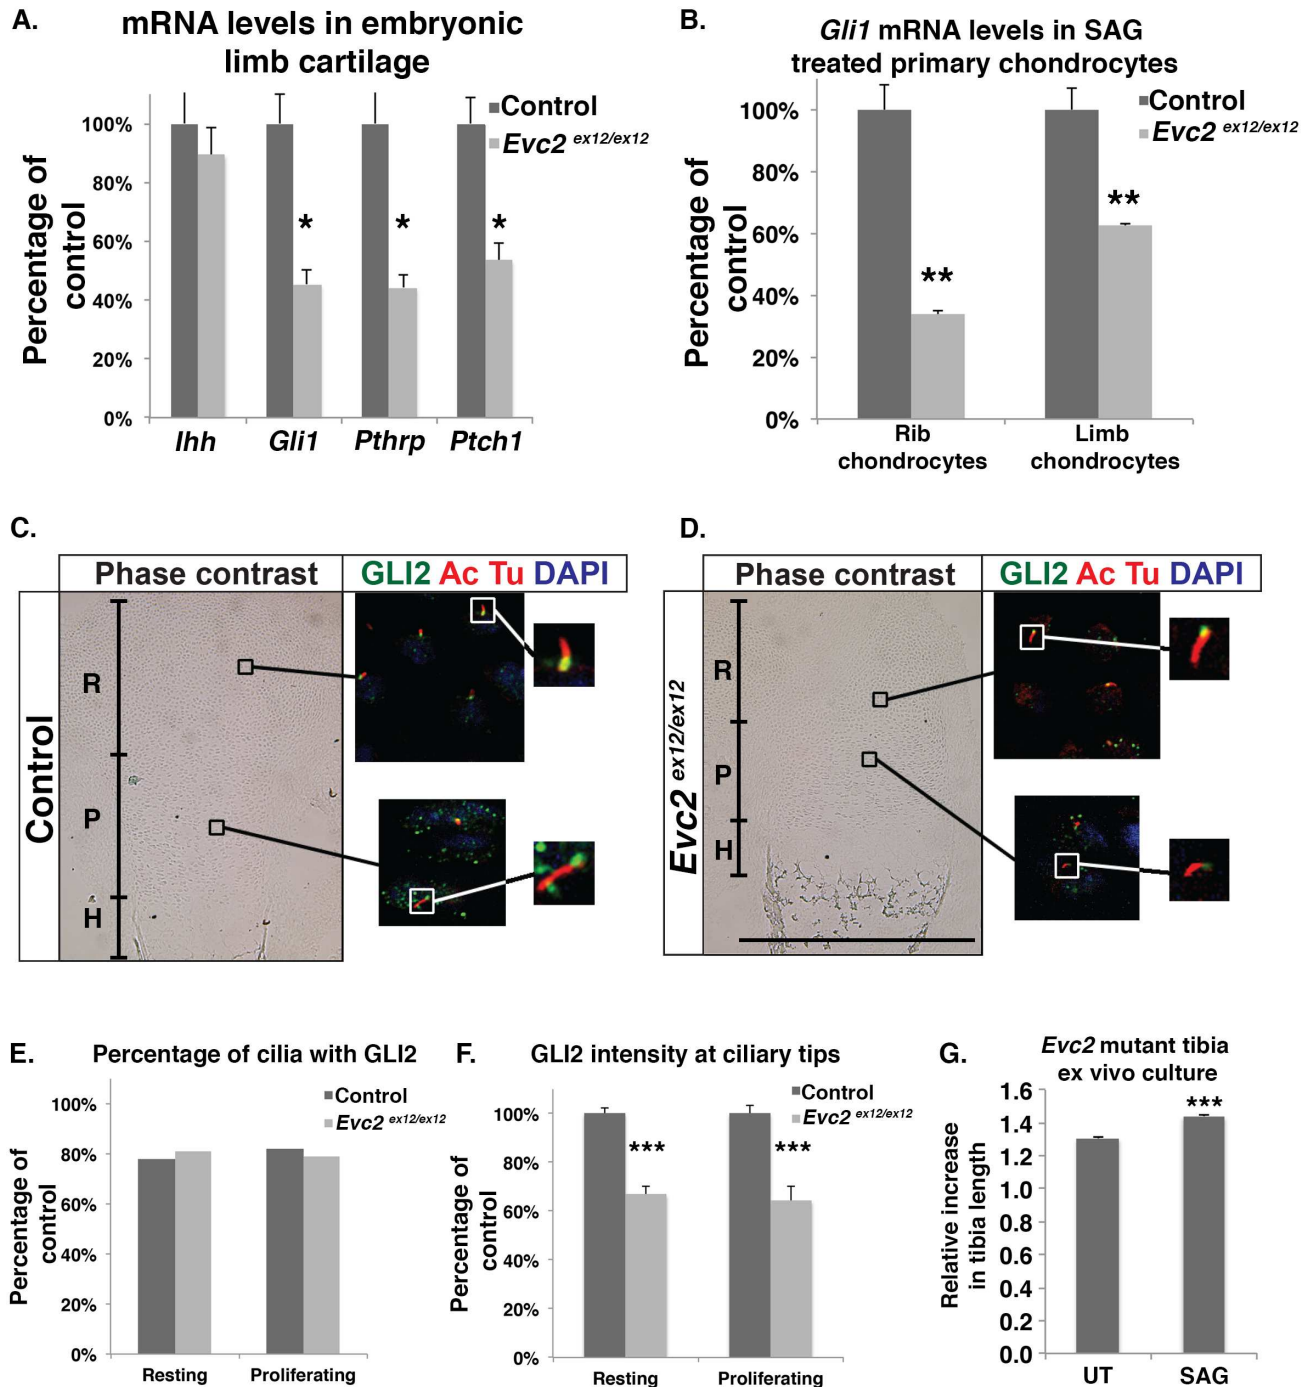 A.
mRNA levels in embryonic
limb cartilage
Percentage of
control
100%
80%
60%
40%
20%
0%
Control
Evc2 ex12/ex12
*
*
*
Ihh
Gli1
Pthrp
Ptch1
B.
Gli1 mRNA levels in SAG
treated primary chondrocytes
Percentage of
control
100%
80%
60%
40%
20%
0%
Control
Evc2 ex12/ex12
**
**
Rib
chondrocytes
Limb
chondrocytes
C.
Phase contrast
GLI2 Ac Tu DAPI
Control
R
P
H
D.
Phase contrast
GLI2 Ac Tu DAPI
Evc2 ex12/ex12
R
P
H
E.
Percentage of cilia with GLI2
Percentage of
control
100%
80%
60%
40%
20%
0%
Control
Evc2 ex12/ex12
Resting
Proliferating
F.
GLI2 intensity at ciliary tips
Percentage of
control
100%
80%
60%
40%
20%
0%
Control
Evc2 ex12/ex12
***
***
Resting
Proliferating
G.
Evc2 mutant tibia
ex vivo culture
Relative increase
in tibia length
1.6
1.4
1.2
1.0
0.8
0.6
0.4
0.2
0.0
***
UT
SAG